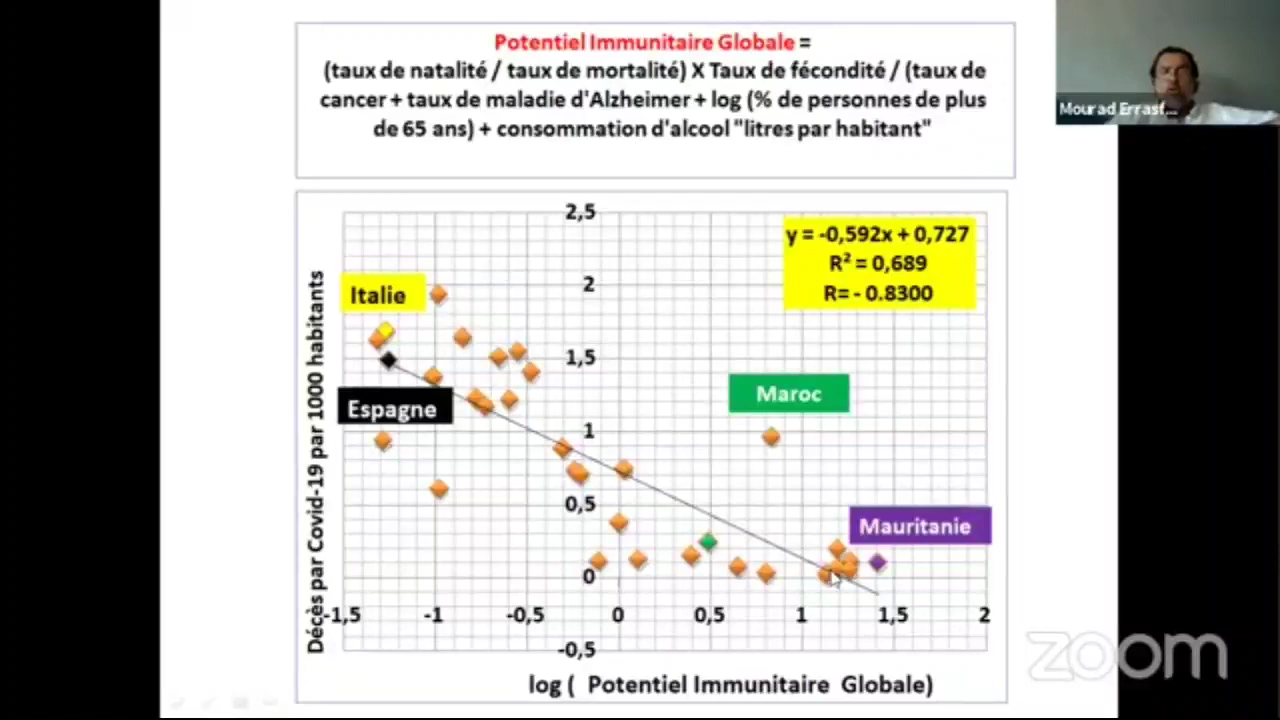 Potentiel Immunitaire Globale =
(taux de natalité / taux de mortalité) X Taux de fécondité / (taux de
cancer + taux de maladie d'Alzheimer + log (% de personnes de plus
de 65 ans) + consommation d'alcool "litres par habitant"
Mourad Errasf...
Décès par Covid-19 par 1000 habitants
2,5
2
1,5
1
0,5
0
-0,5
y = -0,592x + 0,727
R² = 0,689
R= - 0.8300
Italie
Espagne
Maroc
Mauritanie
-1,5
-1
-0,5
0
0,5
1
1,5
2
log ( Potentiel Immunitaire Globale)
zoom